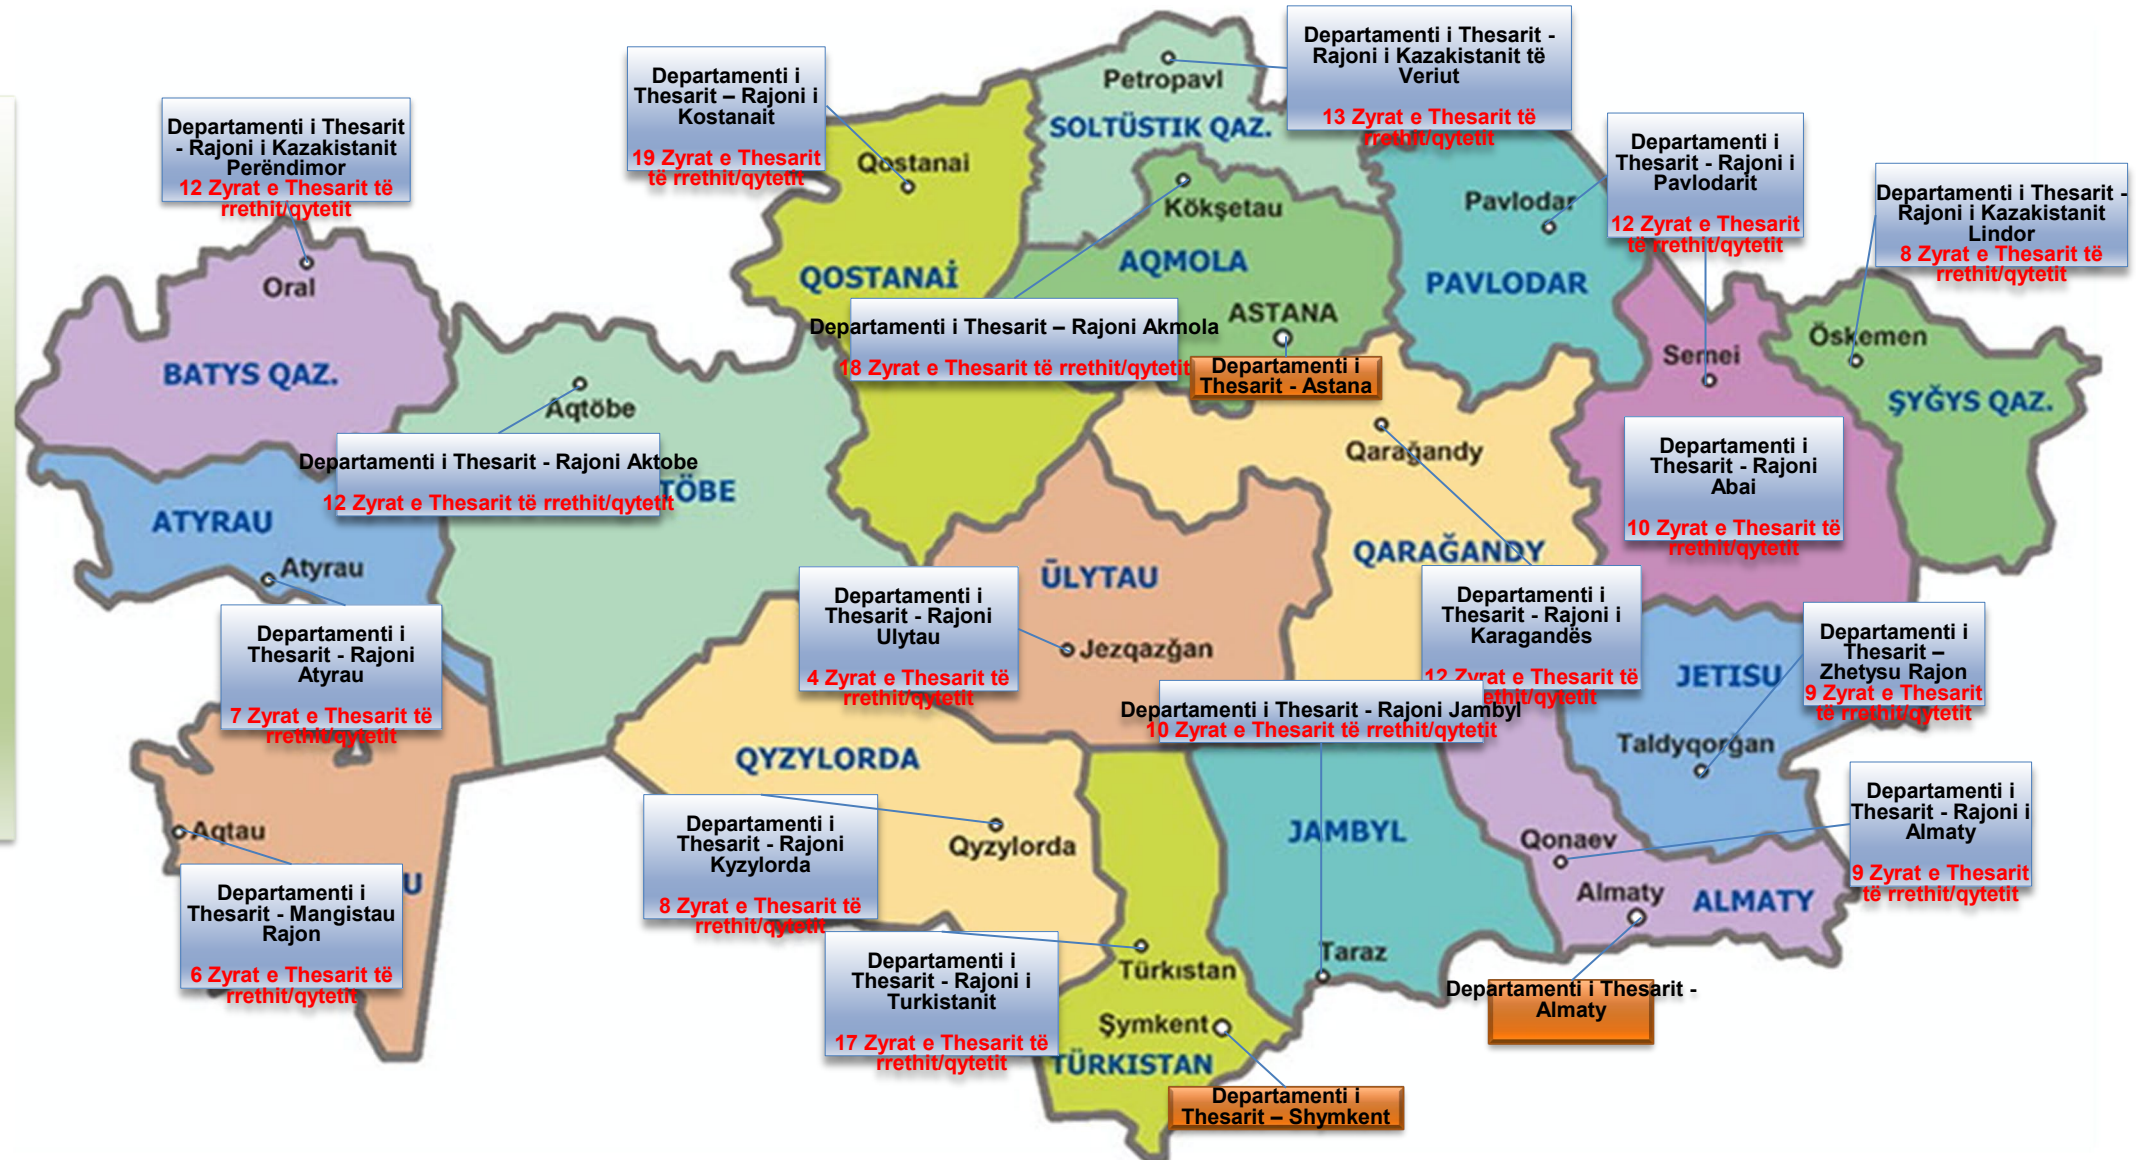 Departamenti i Thesarit
- Rajoni i Kazakistanit
Perëndimor
12 Zyrat e Thesarit të
rrethit/qytetit
Departamenti i
Thesarit – Rajoni i
Kostanait
19 Zyrat e Thesarit
të rrethit/qytetit
Petropavl
SOLTÜSTIK QAZ.
Departamenti i Thesarit -
Rajoni i Kazakistanit të
Veriut
13 Zyrat e Thesarit të
rrethit/qytetit
Departamenti i
Thesarit - Rajoni i
Pavlodarit
12 Zyrat e Thesarit
të rrethit/qytetit
Departamenti i Thesarit -
Rajoni i Kazakistanit
Lindor
8 Zyrat e Thesarit të
rrethit/qytetit
Qostanai
QOSTANAİ
Kökşetau
AQMOLA
ASTANA
Pavlodar
PAVLODAR
Oral
BATYS QAZ.
Departamenti i Thesarit – Rajoni Akmola
18 Zyrat e Thesarit të rrethit/qytetit
Departamenti i
Thesarit - Astana
Semei
Öskemen
ŞYĞYS QAZ.
Aqtöbe
Departamenti i Thesarit - Rajoni Aktobe
12 Zyrat e Thesarit të rrethit/qytetit
TÖBE
Qarağandy
QARAĞANDY
Departamenti i
Thesarit - Rajoni
Abai
10 Zyrat e Thesarit të
rrethit/qytetit
ATYRAU
Atyrau
Departamenti i
Thesarit - Rajoni
Atyrau
7 Zyrat e Thesarit të
rrethit/qytetit
Departamenti i
Thesarit - Rajoni
Ulytau
4 Zyrat e Thesarit të
rrethit/qytetit
ŪLYTAU
Jezqazğan
Departamenti i
Thesarit - Rajoni i
Karagandës
12 Zyrat e Thesarit të
ethit/qytetit
JETISU
Departamenti i
Thesarit –
Zhetysu Rajon
9 Zyrat e Thesarit
të rrethit/qytetit
Taldyqorğan
Departamenti i Thesarit - Rajoni Jambyl
10 Zyrat e Thesarit të rrethit/qytetit
QYZYLORDA
Departamenti i
Thesarit - Rajoni
Kyzylorda
8 Zyrat e Thesarit të
rrethit/qytetit
Qyzylorda
JAMBYL
Qonaev
Departamenti i
Thesarit - Rajoni i
Almaty
9 Zyrat e Thesarit
të rrethit/qytetit
Almaty
ALMATY
Aqtau
U
Departamenti i
Thesarit - Mangistau
Rajon
6 Zyrat e Thesarit të
rrethit/qytetit
Departamenti i
Thesarit - Rajoni i
Turkistanit
17 Zyrat e Thesarit të
rrethit/qytetit
Türkıstan
Şymkent
TÜRKISTAN
Taraz
Departamenti i Thesarit -
Almaty
Departamenti i
Thesarit – Shymkent